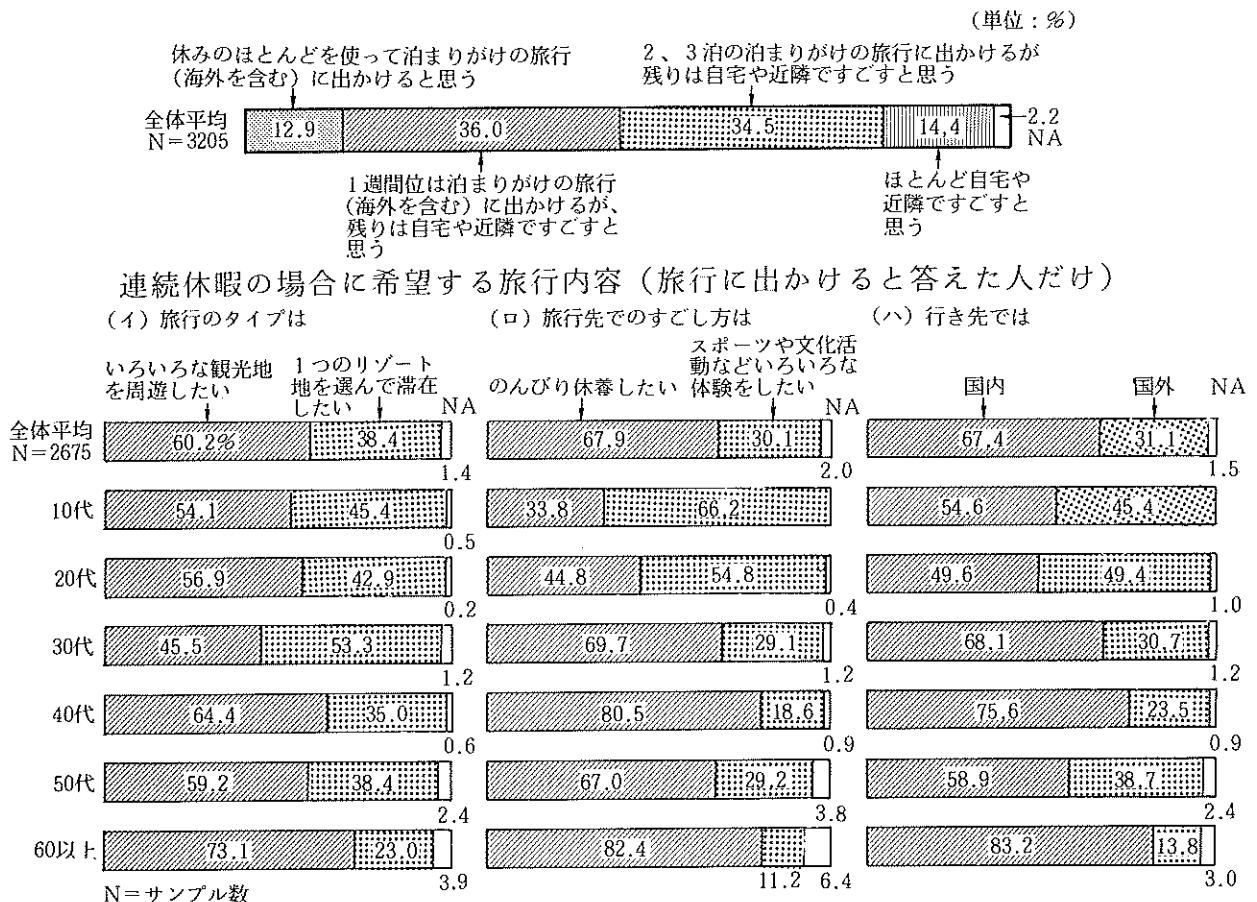 (単位：%)
休みのほとんどを使って泊まりがけの旅行
(海外を含む)に出かけると思う
2、3泊の泊まりがけの旅行に出かけるが
残りは自宅や近隣ですごすと思う
全体平均
N＝3205
12.9
36.0
34.5
14.4
2.2
NA
1週間位は泊まりがけの旅行
(海外を含む)に出かけるが、
残りは自宅や近隣ですごすと
思う
ほとんど自宅や
近隣ですごすと
思う
連続休暇の場合に希望する旅行内容（旅行に出かけると答えた人だけ）
（イ）旅行のタイプは
いろいろな観光地
を周遊したい
1つのリゾート
地を選んで滞在
したい
NA
（ロ）旅行先でのすごし方は
のんびり休養したい
スポーツや文化活
動などいろいろな
体験をしたい
NA
（ハ）行き先では
国内
国外
NA
全体平均
N＝2675
60.2% 38.4 1.4 67.9 30.1 2.0 67.4 31.1 1.5
10代 54.1 45.4 0.5 33.8 66.2 54.6 45.4
20代 56.9 42.9 0.2 44.8 54.8 0.4 49.6 49.4 1.0
30代 45.5 53.3 1.2 69.7 29.1 1.2 68.1 30.7 1.2
40代 64.4 35.0 0.6 80.5 18.6 0.9 75.6 23.5 0.9
50代 59.2 38.4 2.4 67.0 29.2 3.8 58.9 38.7 2.4
60以上 73.1 23.0 3.9 82.4 11.2 6.4 83.2 13.8 3.0
N＝サンプル数